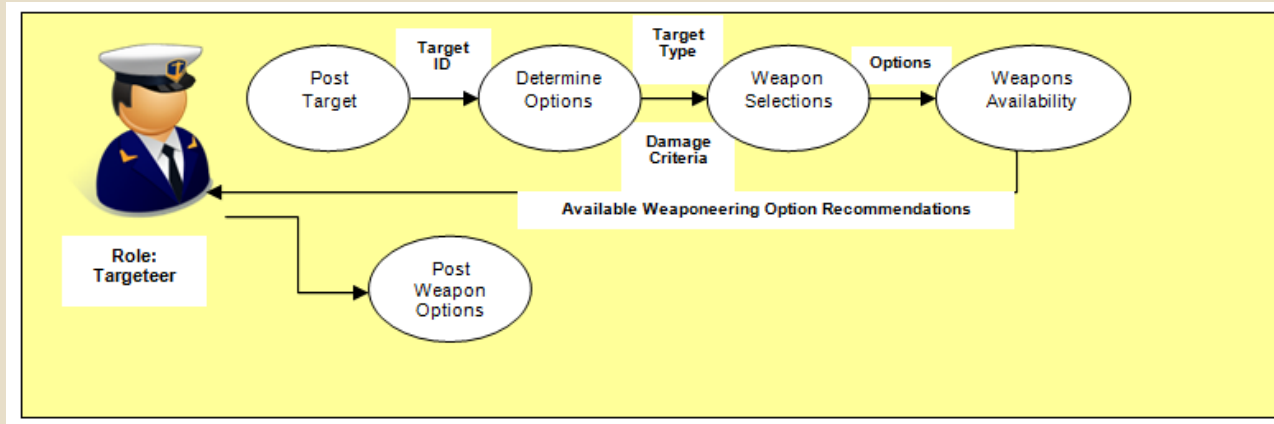 Post
Target
Target
ID
Determine
Options
Target
Type
Damage
Criteria
Weapon
Selections
Options
Weapons
Availability
Available Weaponeering Option Recommendations
Role:
Targeteer
Post
Weapon
Options